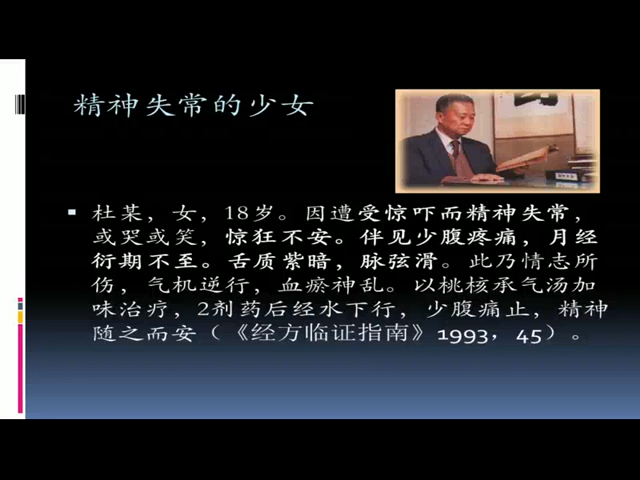 精神失常的少女
杜某，女，18岁。因遭受惊吓而精神失常，
或哭或笑，惊狂不安。伴见少腹疼痛，月经
衍期不至。舌质紫暗，脉弦滑。此乃情志所
伤，气机逆行，血瘀神乱。以桃核承气汤加
味治疗，2剂药后经水下行，少腹痛止，精神
随之而安（《经方临证指南》1993，45）。